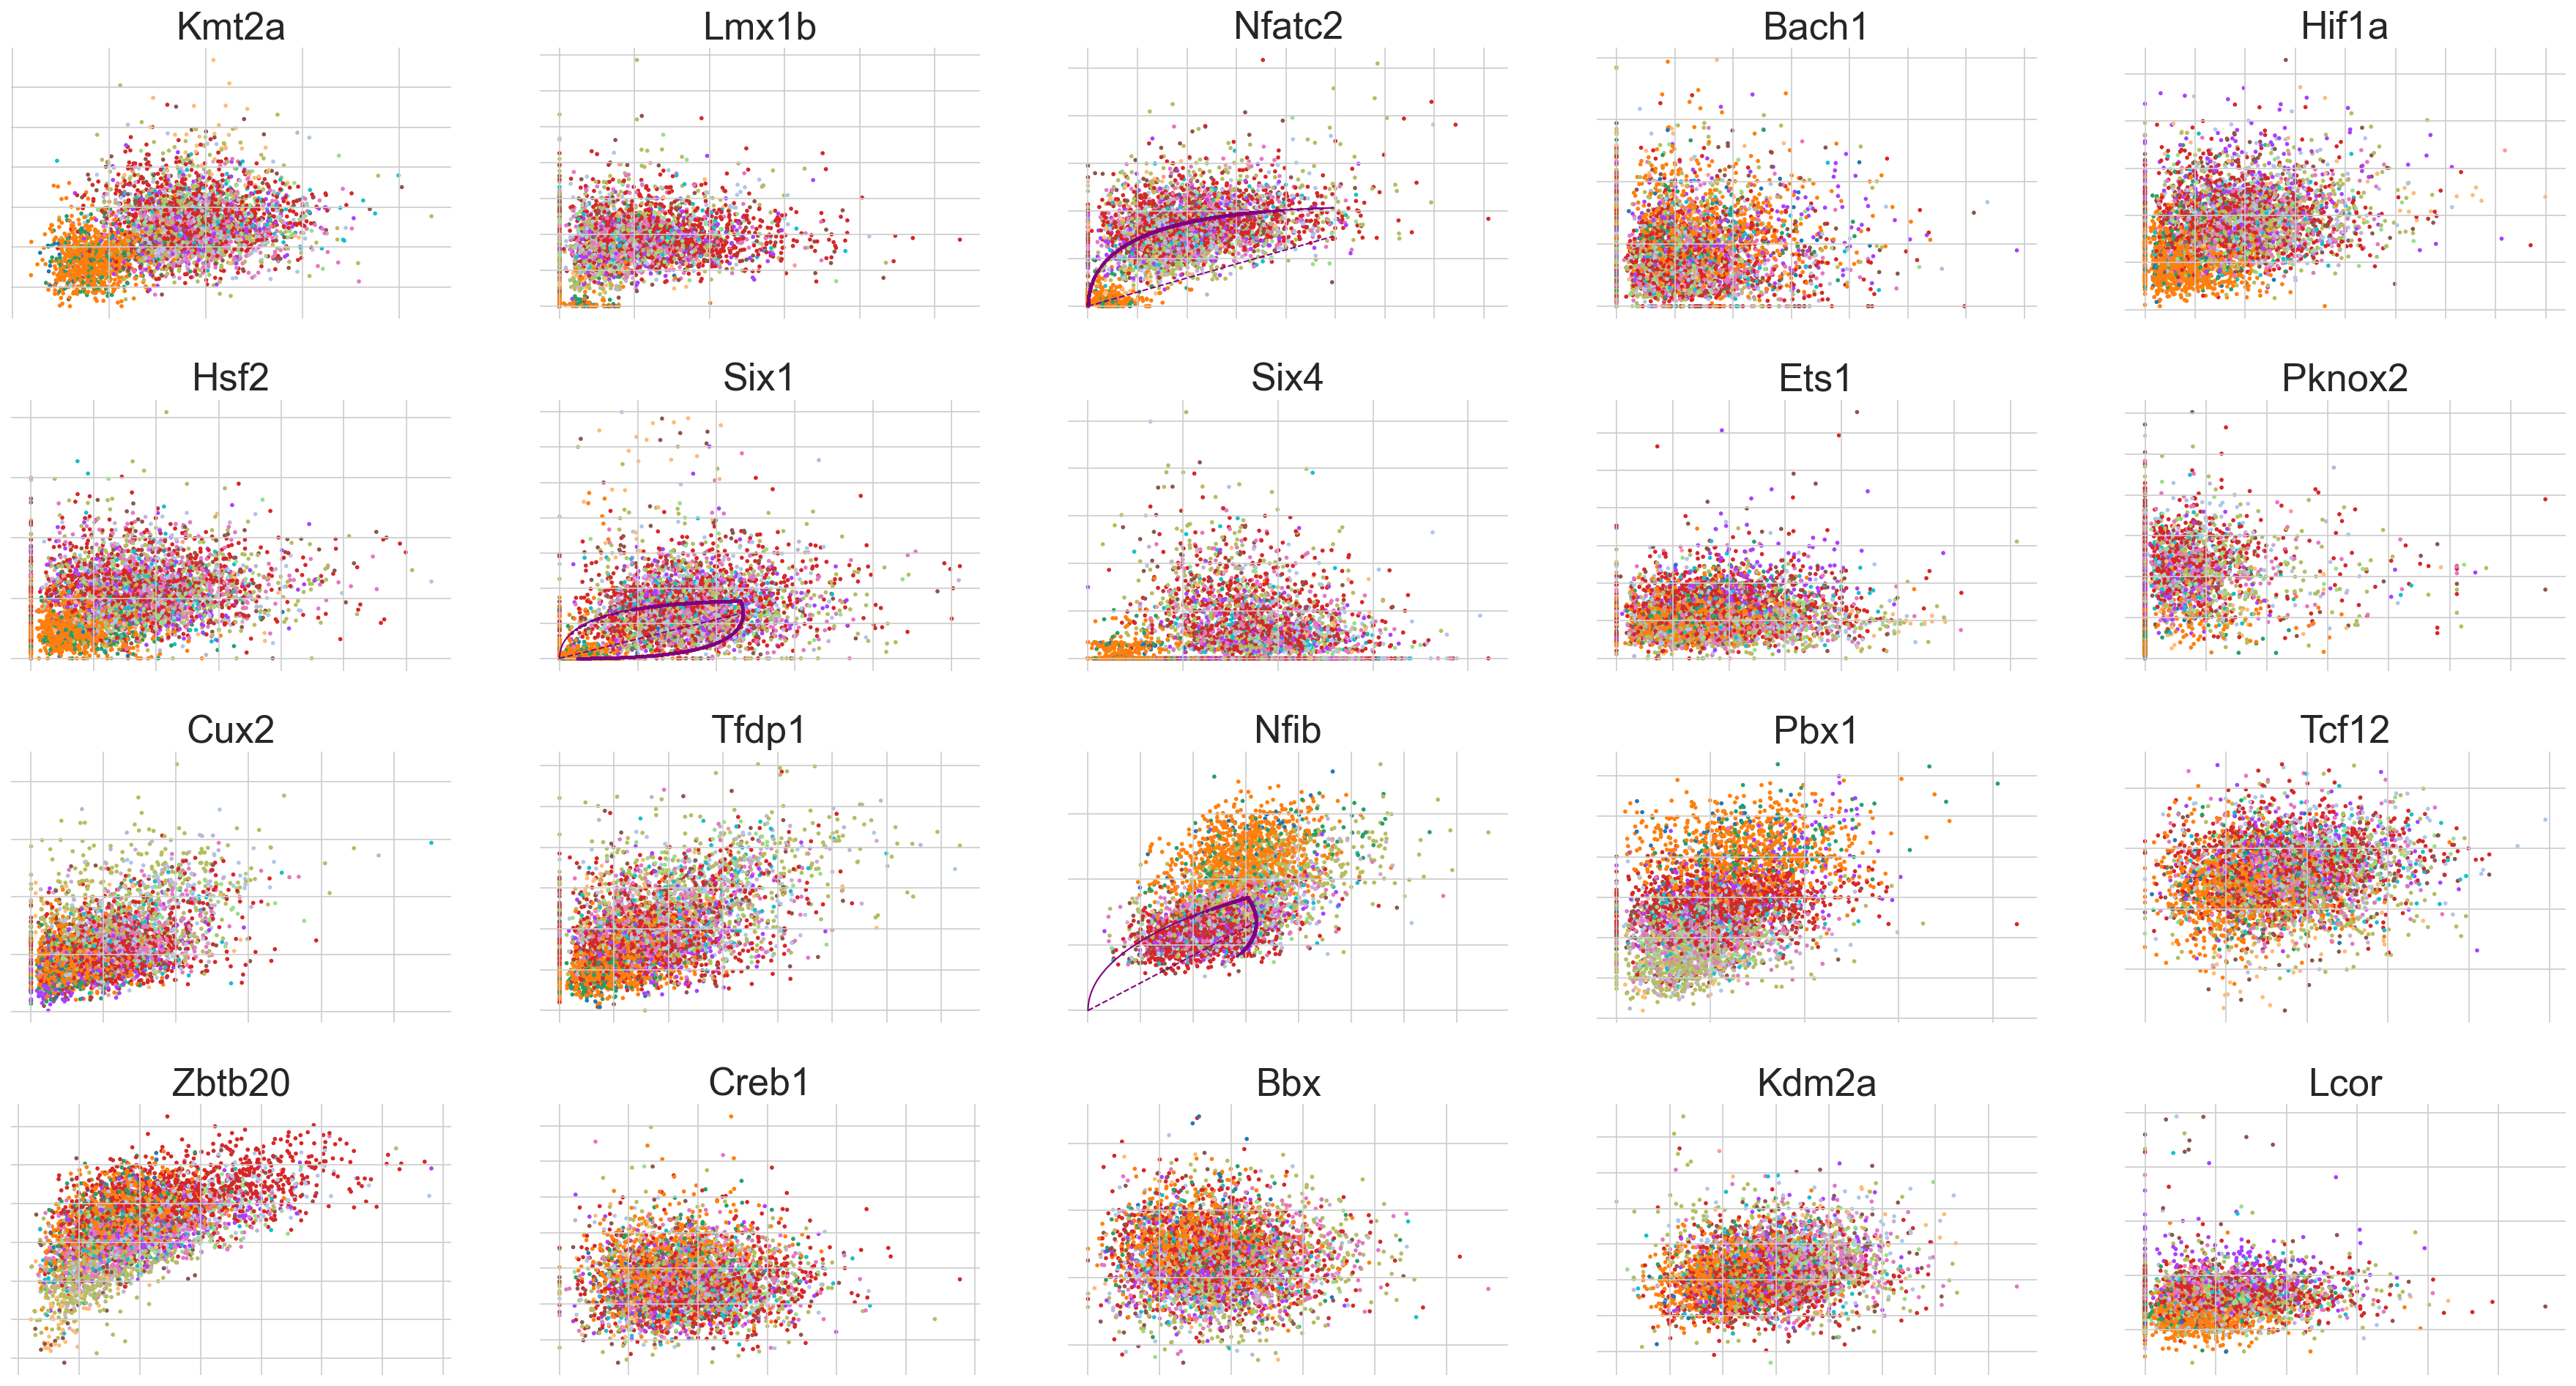 Kmt2a Lmx1b Nfatc2 Bach1 Hif1a
Hsf2 Six1 Six4 Ets1 Pknox2
Cux2 Tfdp1 Nfib Pbx1 Tcf12
Zbtb20 Creb1 Bbx Kdm2a Lcor